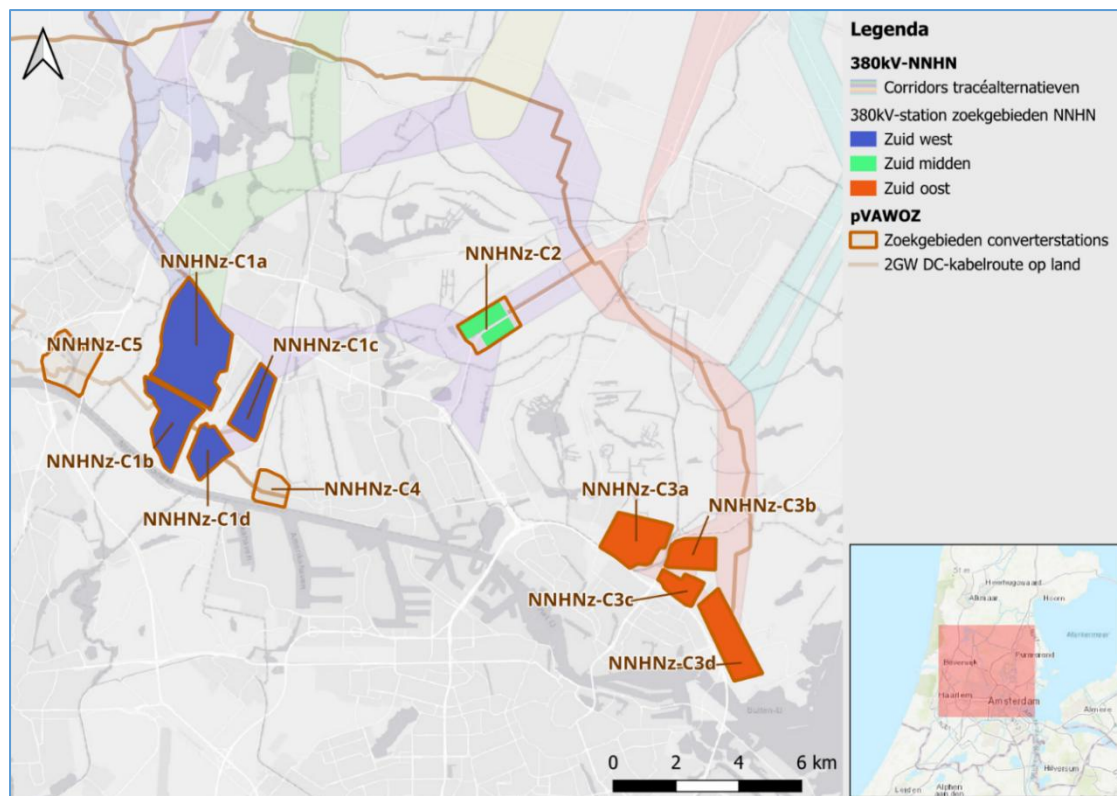 Legenda
380kV-NNHN
Corridors tracéalternatieven
380kV-station zoekgebieden NNHN
Zuid west
Zuid midden
Zuid oost
pVAWOZ
Zoekgebieden converterstations
2GW DC-kabelroute op land
NNHNz-C2
NNHNz-C1a
NNHNz-C5
NNHNz-C1c
NNHNz-C1b
NNHNz-C4
NNHNz-C1d
NNHNz-C3a
NNHNz-C3b
NNHNz-C3c
NNHNz-C3d
0 2 4 6 km
Heerhugowaard
Alkmaar
Hoorn
Purmerend
Beverwijk
Haarlem
Amsterdam
Almere
Hilversum
Leiden